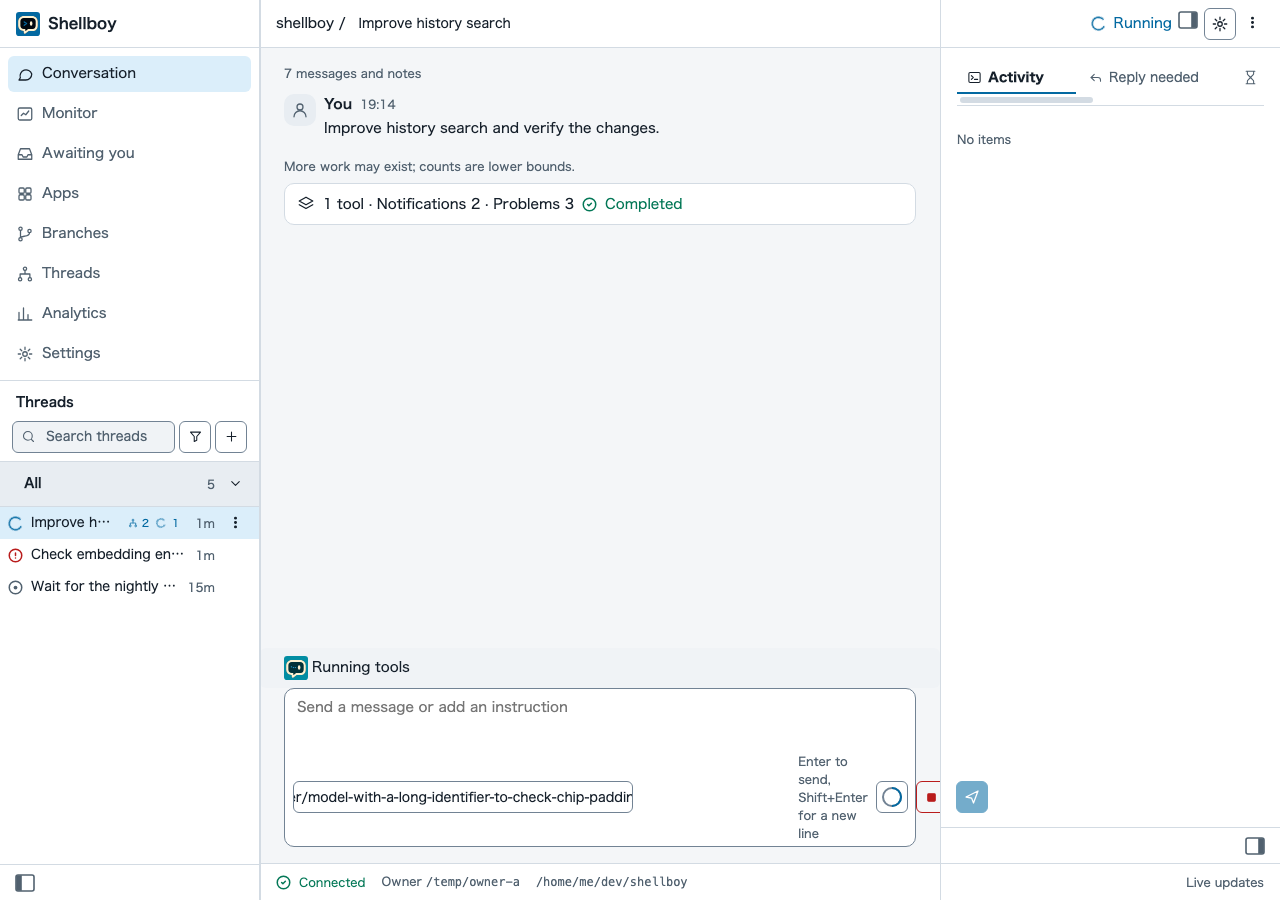 Shellboy
shellboy / Improve history search
Running
Conversation
Monitor
Awaiting you
Apps
Branches
Threads
Analytics
Settings
Threads
Search threads
All 5
Improve h··· 2 1 1m
Check embedding en··· 1m
Wait for the nightly ··· 15m
7 messages and notes
You 19:14
Improve history search and verify the changes.
More work may exist; counts are lower bounds.
1 tool · Notifications 2 · Problems 3 Completed
Running tools
Send a message or add an instruction
r/model-with-a-long-identifier-to-check-chip-paddin
Enter to
send,
Shift+Enter
for a new
line
Activity Reply needed
No items
Connected Owner /temp/owner-a /home/me/dev/shellboy
Live updates